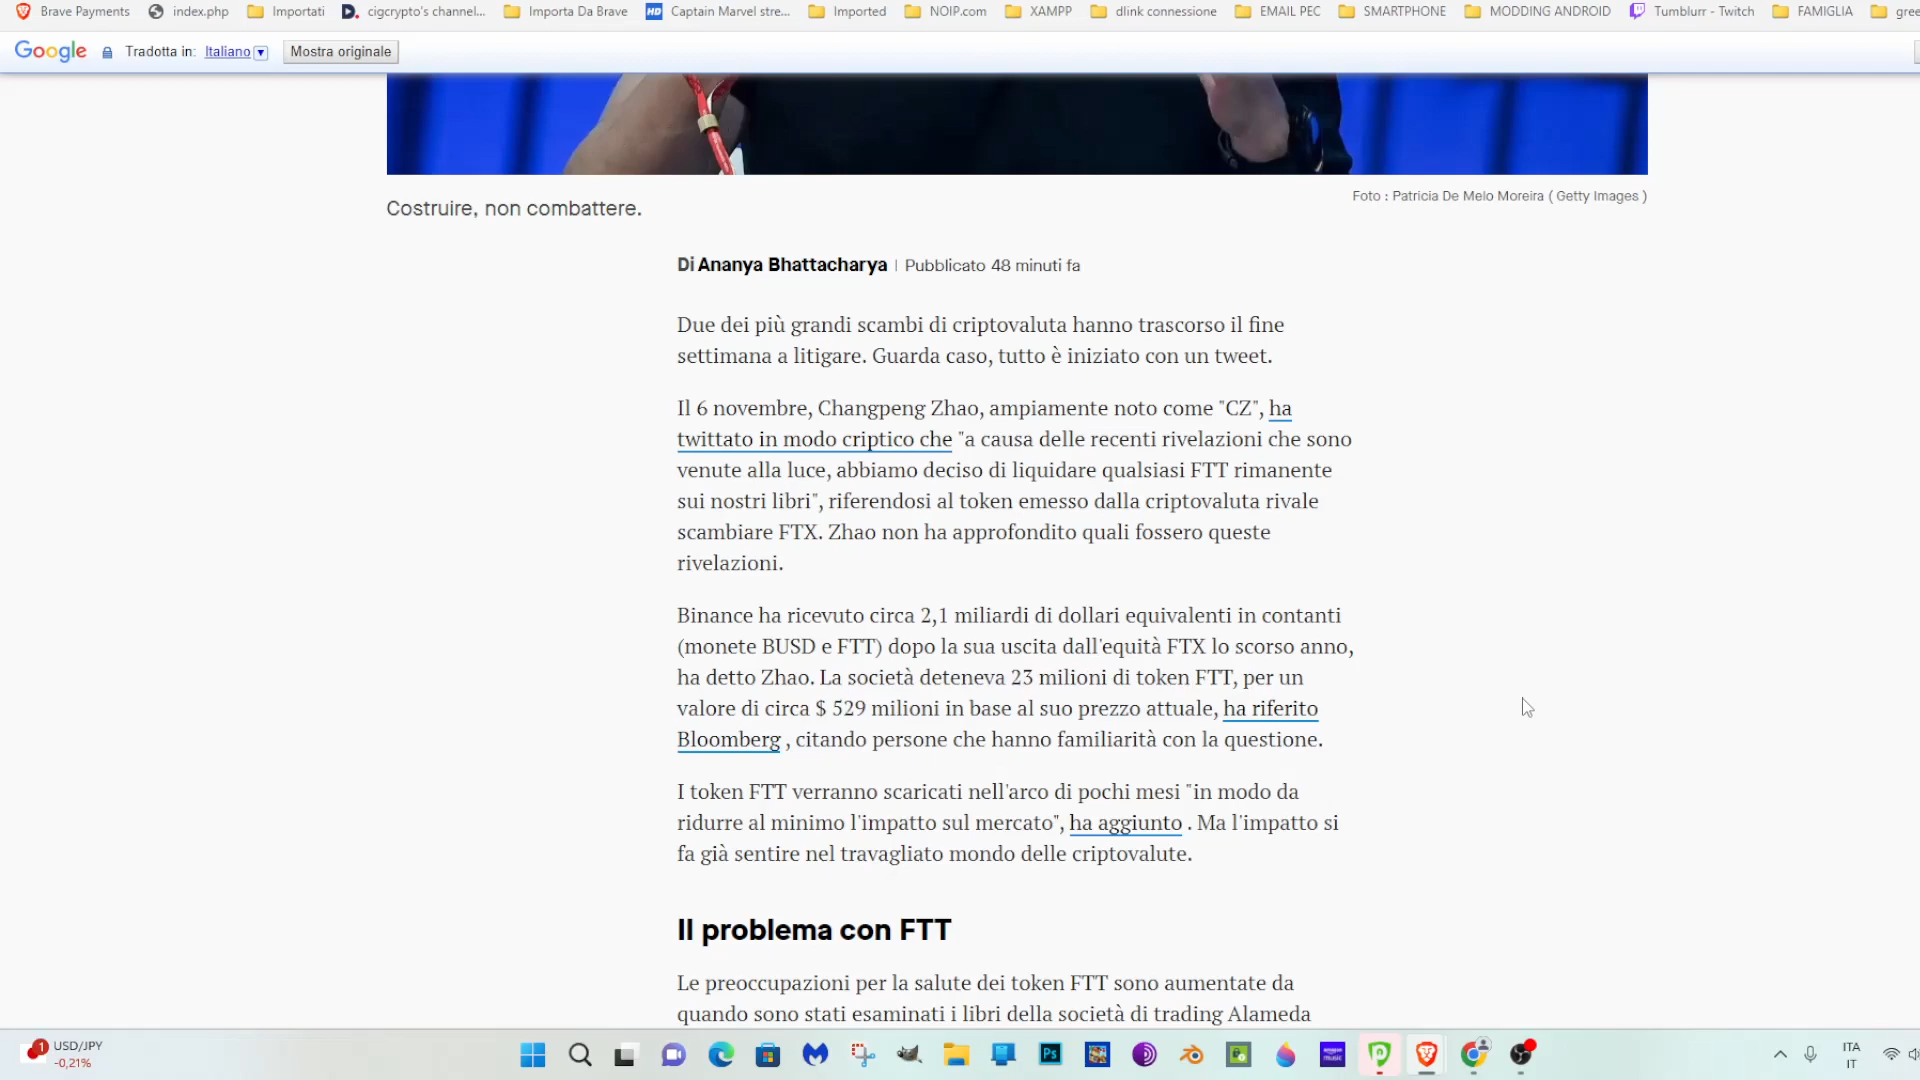 Brave Payments index.php Importati cigcrypto's channel... Importa Da Brave Captain Marvel stre... Imported NOIP.com XAMPP dlink connessione EMAIL PEC SMARTPHONE MODDING ANDROID Tumblurr - Twitch FAMIGLIA
Google Tradotta in: Italiano Mostra originale
Foto : Patricia De Melo Moreira ( Getty Images )
Costruire, non combattere.
Di Ananya Bhattacharya | Pubblicato 48 minuti fa
Due dei più grandi scambi di criptovaluta hanno trascorso il fine
settimana a litigare. Guarda caso, tutto è iniziato con un tweet.
Il 6 novembre, Changpeng Zhao, ampiamente noto come "CZ", ha
twittato in modo criptico che "a causa delle recenti rivelazioni che sono
venute alla luce, abbiamo deciso di liquidare qualsiasi FTT rimanente
sui nostri libri", riferendosi al token emesso dalla criptovaluta rivale
scambiare FTX. Zhao non ha approfondito quali fossero queste
rivelazioni.
Binance ha ricevuto circa 2,1 miliardi di dollari equivalenti in contanti
(monete BUSD e FTT) dopo la sua uscita dall'equità FTX lo scorso anno,
ha detto Zhao. La società deteneva 23 milioni di token FTT, per un
valore di circa $ 529 milioni in base al suo prezzo attuale, ha riferito
Bloomberg , citando persone che hanno familiarità con la questione.
I token FTT verranno scaricati nell'arco di pochi mesi "in modo da
ridurre al minimo l'impatto sul mercato", ha aggiunto . Ma l'impatto si
fa già sentire nel travagliato mondo delle criptovalute.
Il problema con FTT
Le preoccupazioni per la salute dei token FTT sono aumentate da
quando sono stati esaminati i libri della società di trading Alameda
1 USD/JPY
-0,21%
Ps
ITA
IT